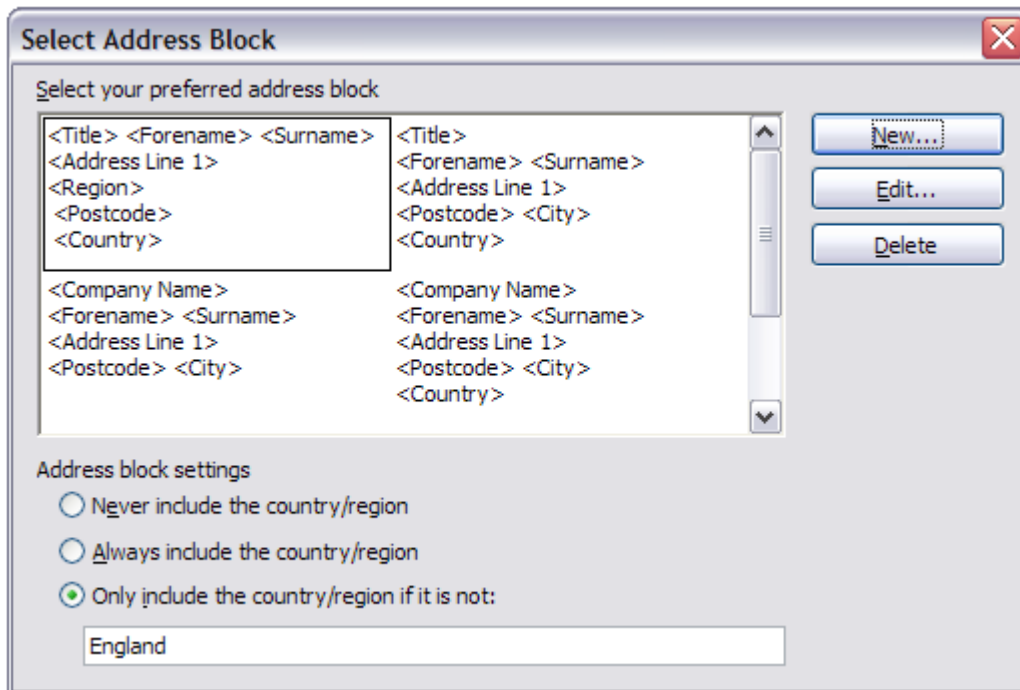 Select Address Block
Select your preferred address block
<Title> <Forename> <Surname>
<Address Line 1>
<Region>
<Postcode>
<Country>
<Title>
<Forename> <Surname>
<Address Line 1>
<Postcode> <City>
<Country>
<Company Name>
<Forename> <Surname>
<Address Line 1>
<Postcode> <City>
<Company Name>
<Forename> <Surname>
<Address Line 1>
<Postcode> <City>
<Country>
New...
Edit...
Delete
Address block settings
Never include the country/region
Always include the country/region
Only include the country/region if it is not:
England